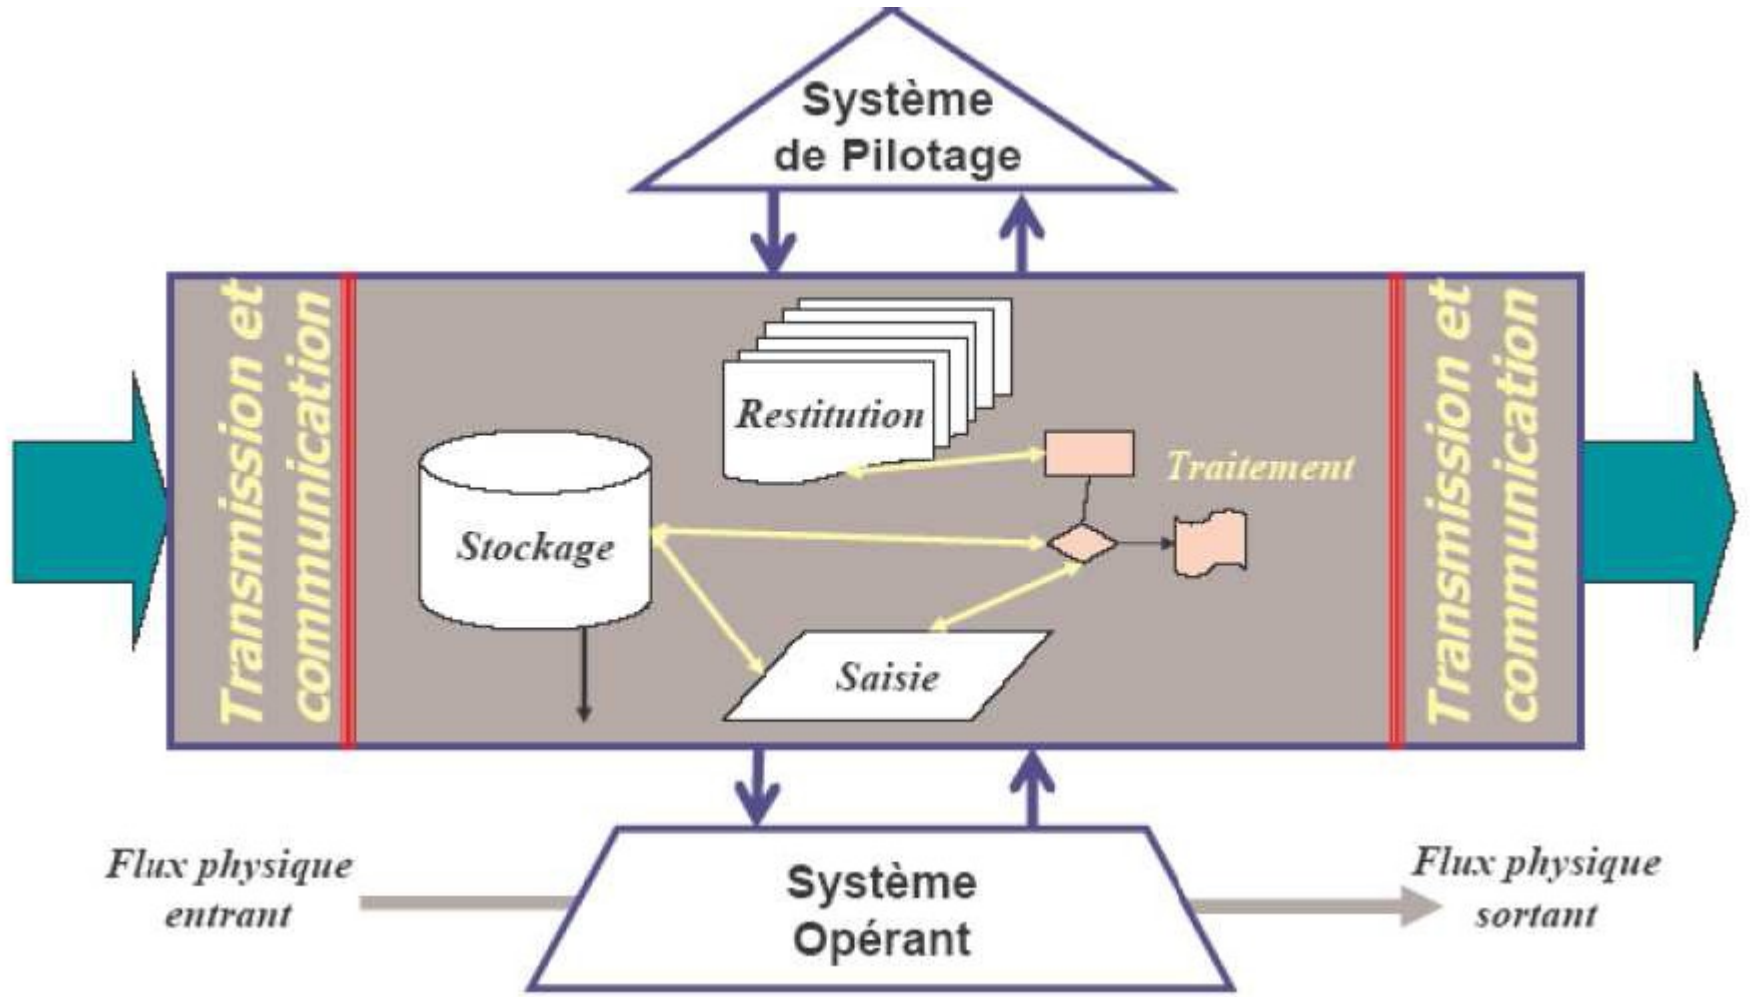 Système
de Pilotage
Transmission et
communication
Restitution
Stockage
Traitement
Saisie
Transmission et
communication
Flux physique
entrant
Système
Opérant
Flux physique
sortant